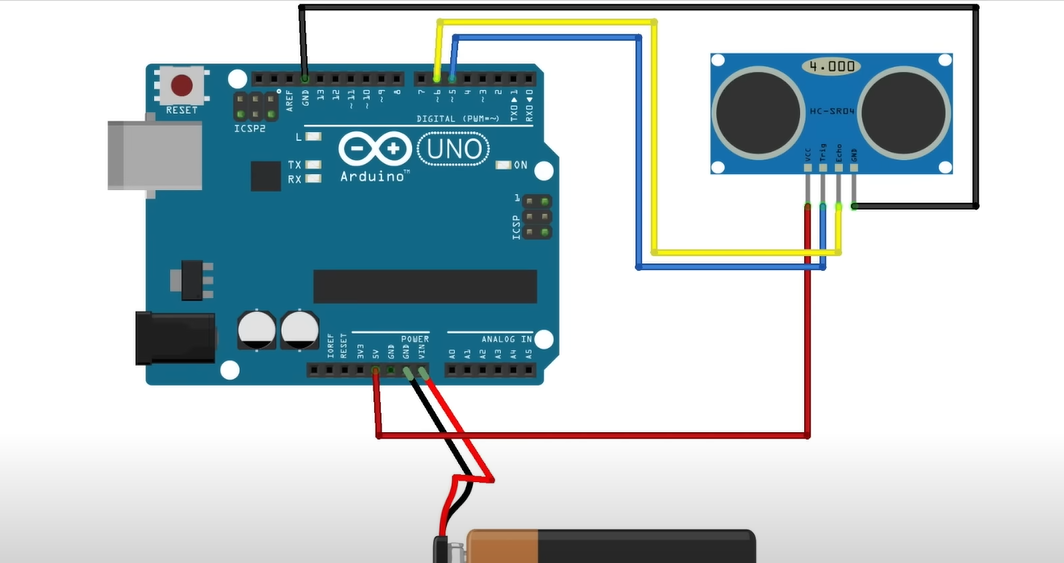 4.000
HC-SR04
VCC
Trig
Echo
GND
RESET
ICSP2
AREF
GND
13
12
~11
~10
~9
8
7
~6
~5
4
~3
2
TXD▶1
RXD◀0
DIGITAL (PWM=~)
L
TX
RX
UNO
ON
Arduino™
1
ICSP
IOREF
RESET
3V3
5V
GND
GND
VIN
POWER
ANALOG IN
A0
A1
A2
A3
A4
A5